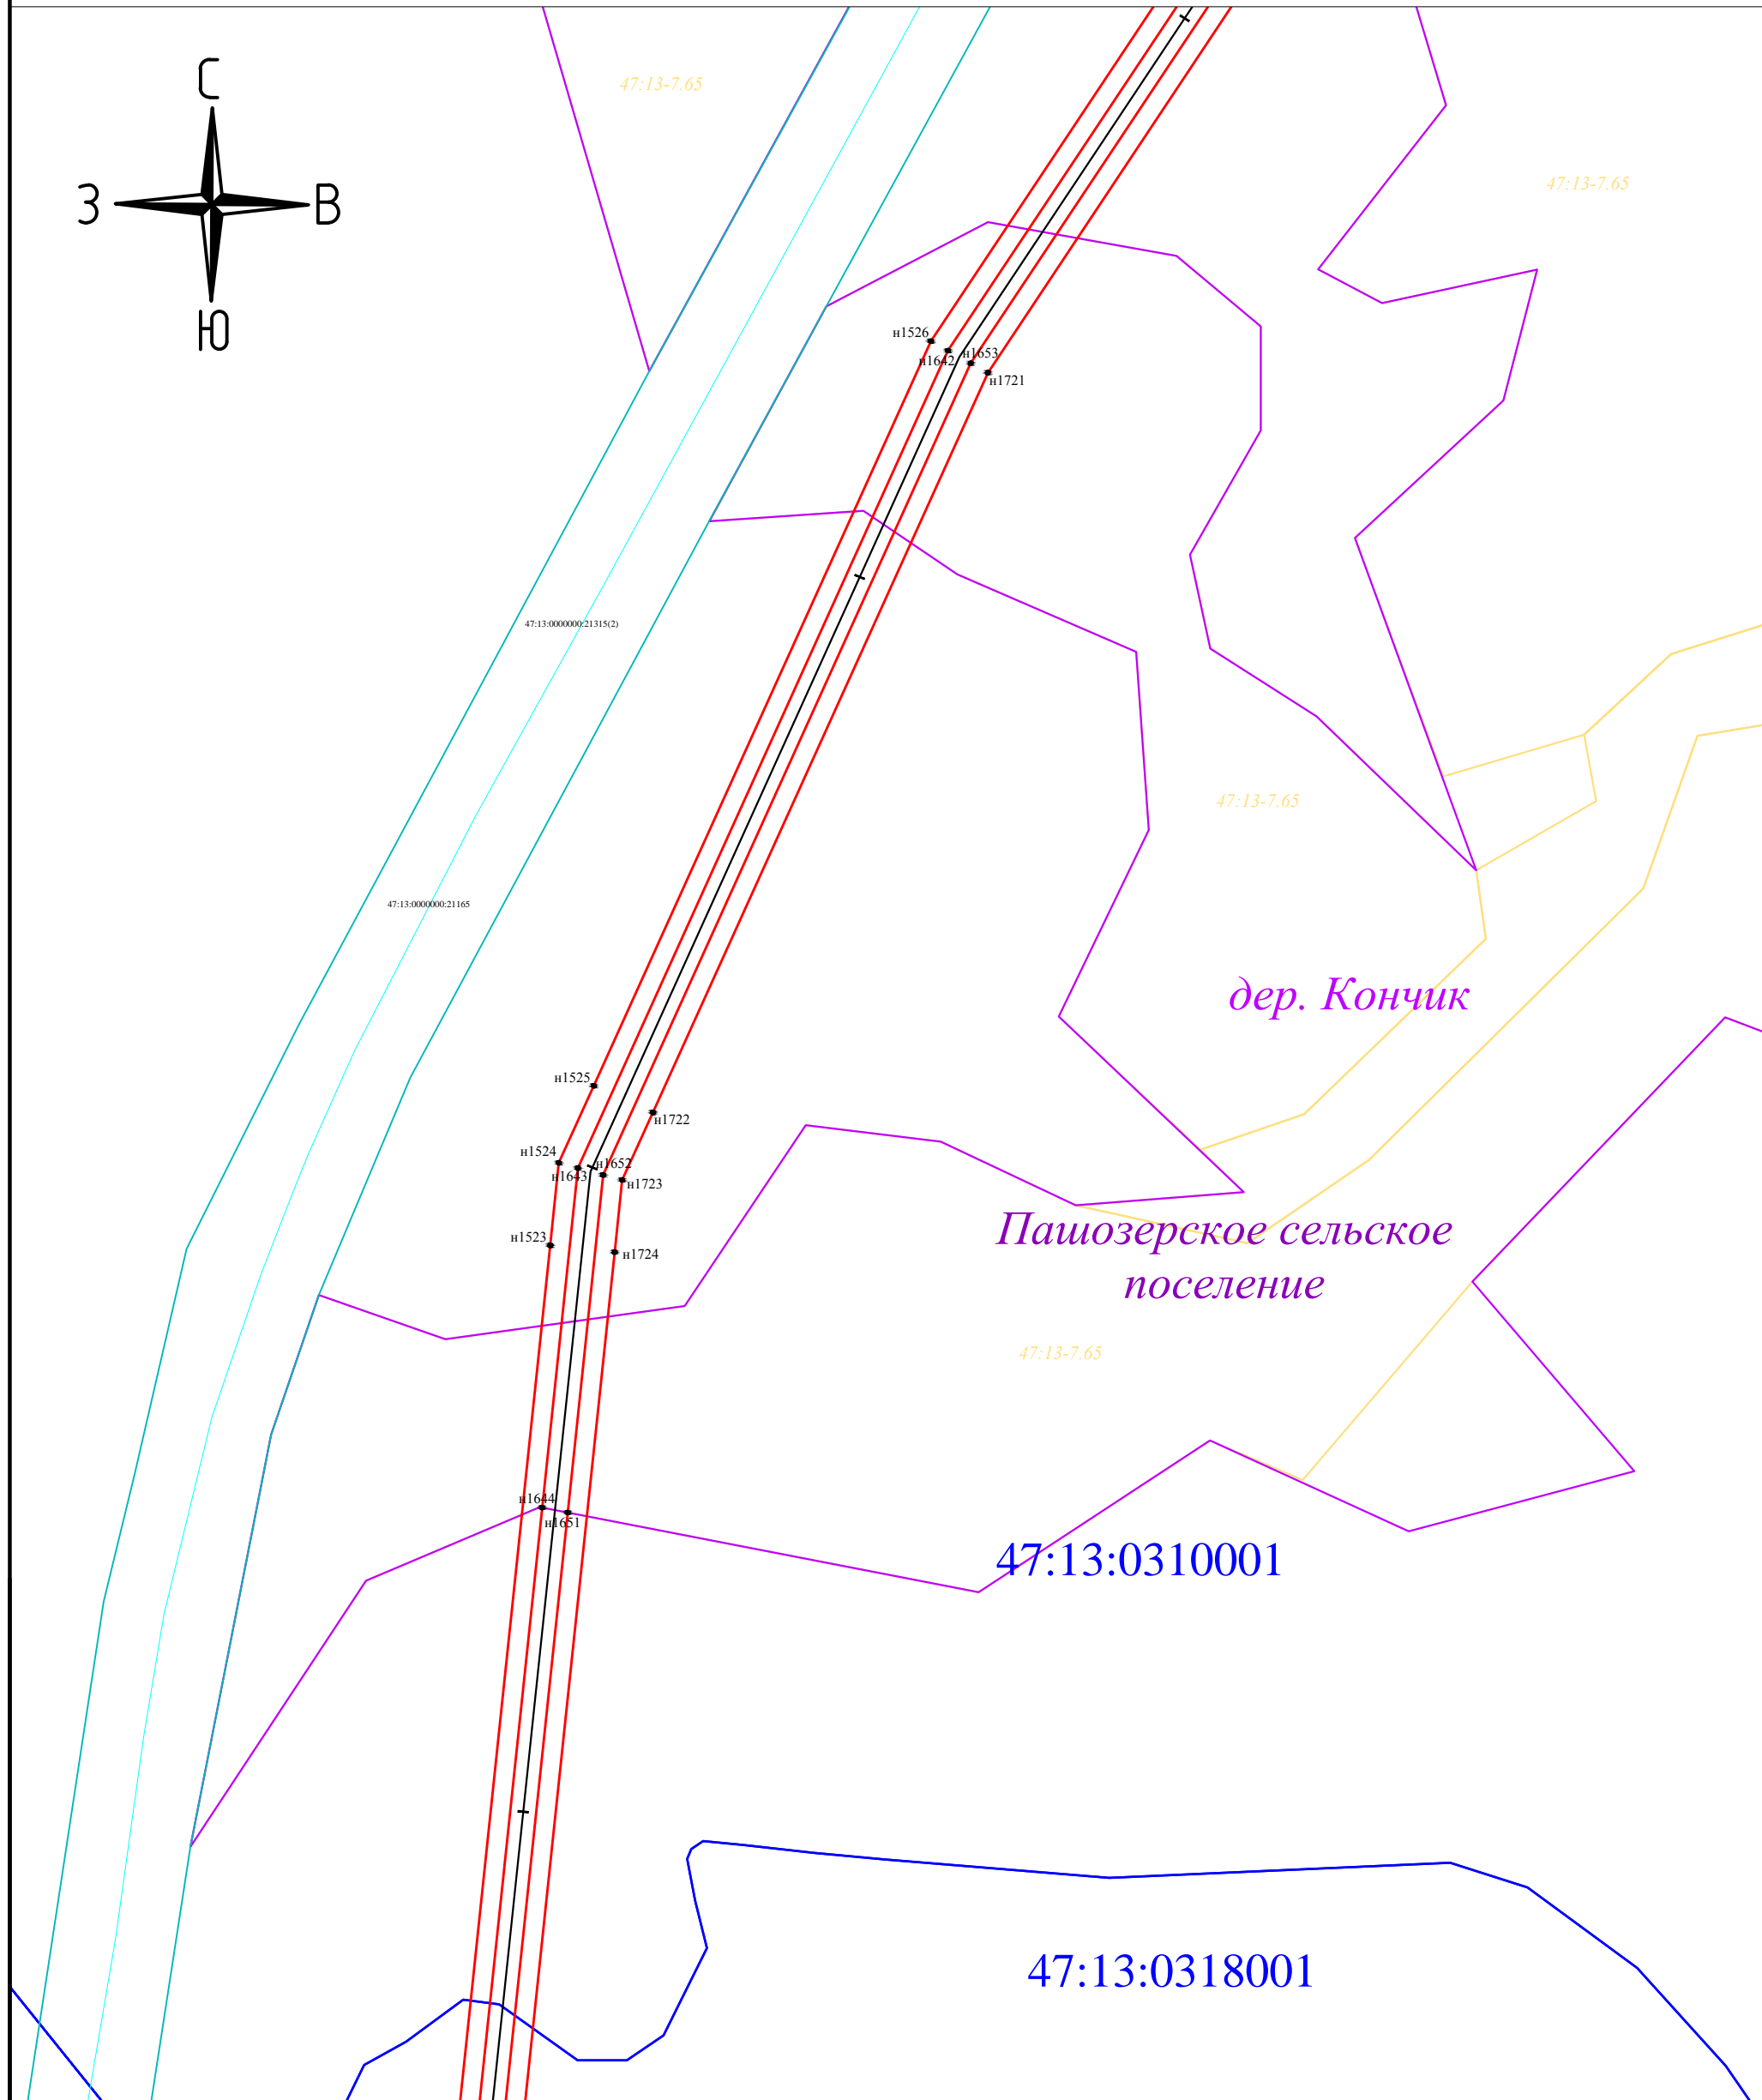 С
47:13-7.65
З
В
47:13-7.65
Ю
н1526
н1642
н1653
н1721
47:13:0000000:21315(2)
47:13-7.65
47:13:0000000:21165
дер. Кончик
н1525
н1722
н1524
н1643
н1652
н1723
н1523
н1724
Пашозерское сельское
поселение
47:13-7.65
н1644
н1651
47:13:0310001
47:13:0318001